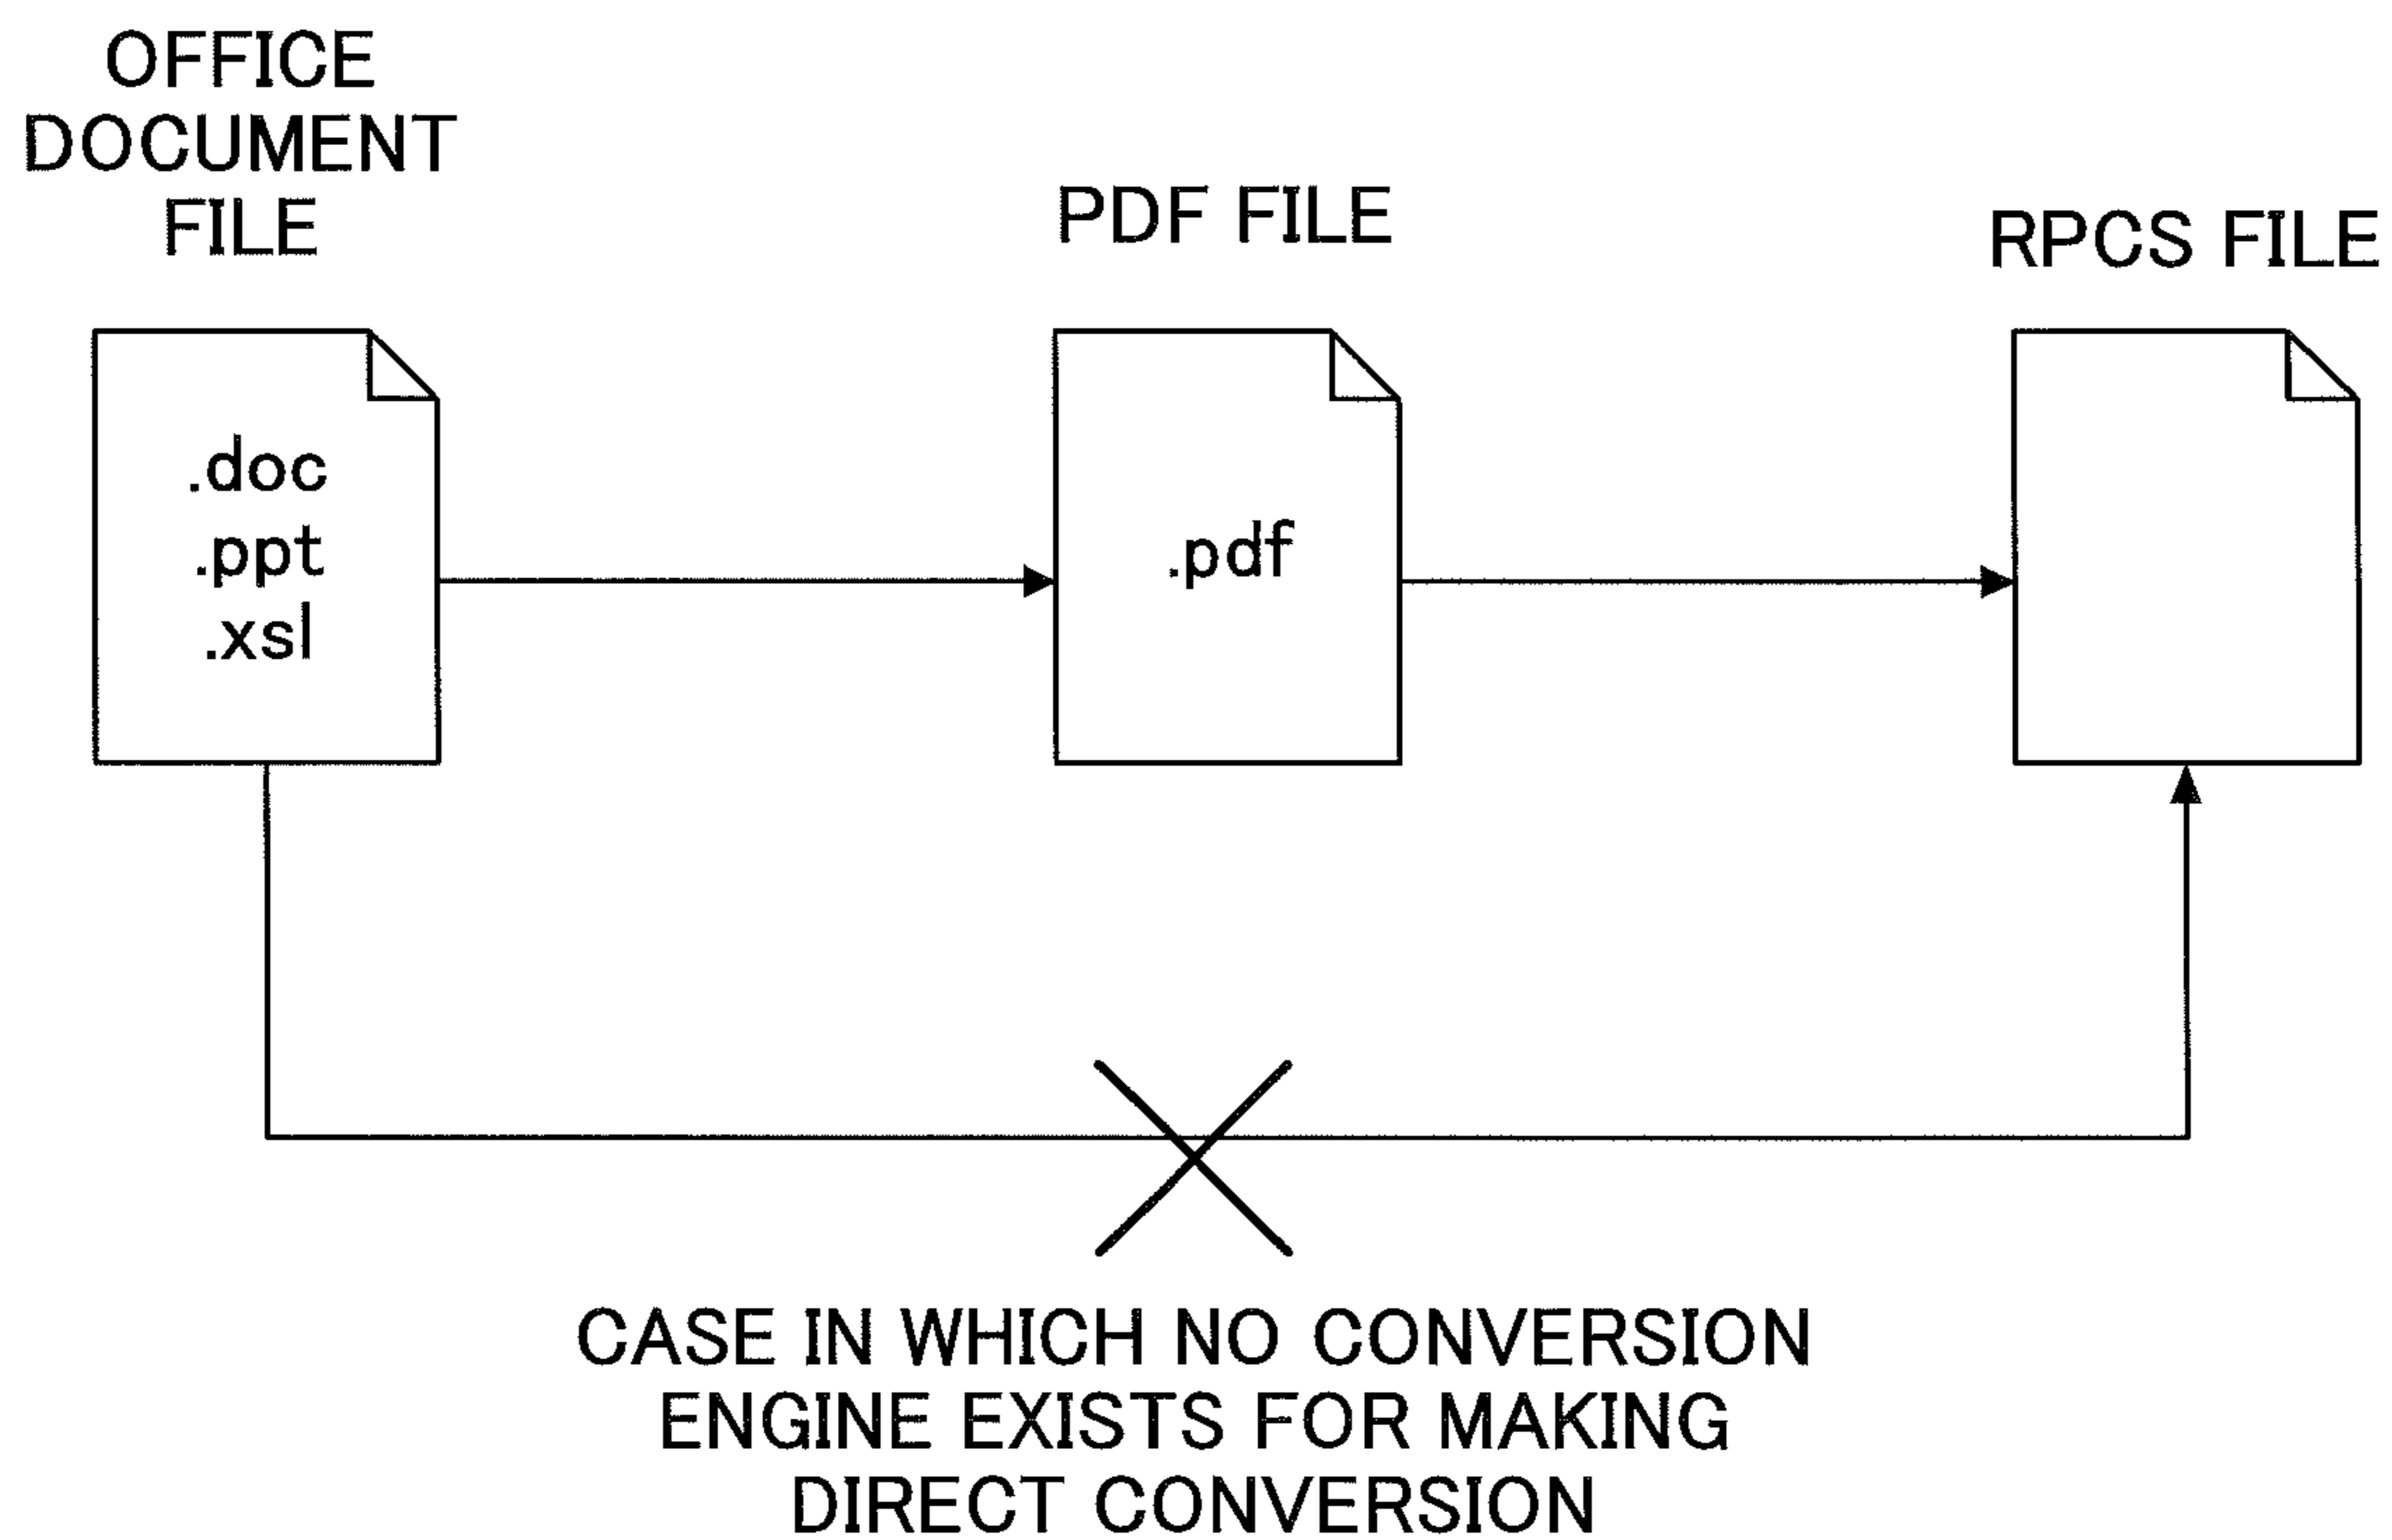 OFFICE
DOCUMENT
FILE
PDF FILE
RPCS FILE
.doc
.ppt
.xsl
.pdf
CASE IN WHICH NO CONVERSION
ENGINE EXISTS FOR MAKING
DIRECT CONVERSION